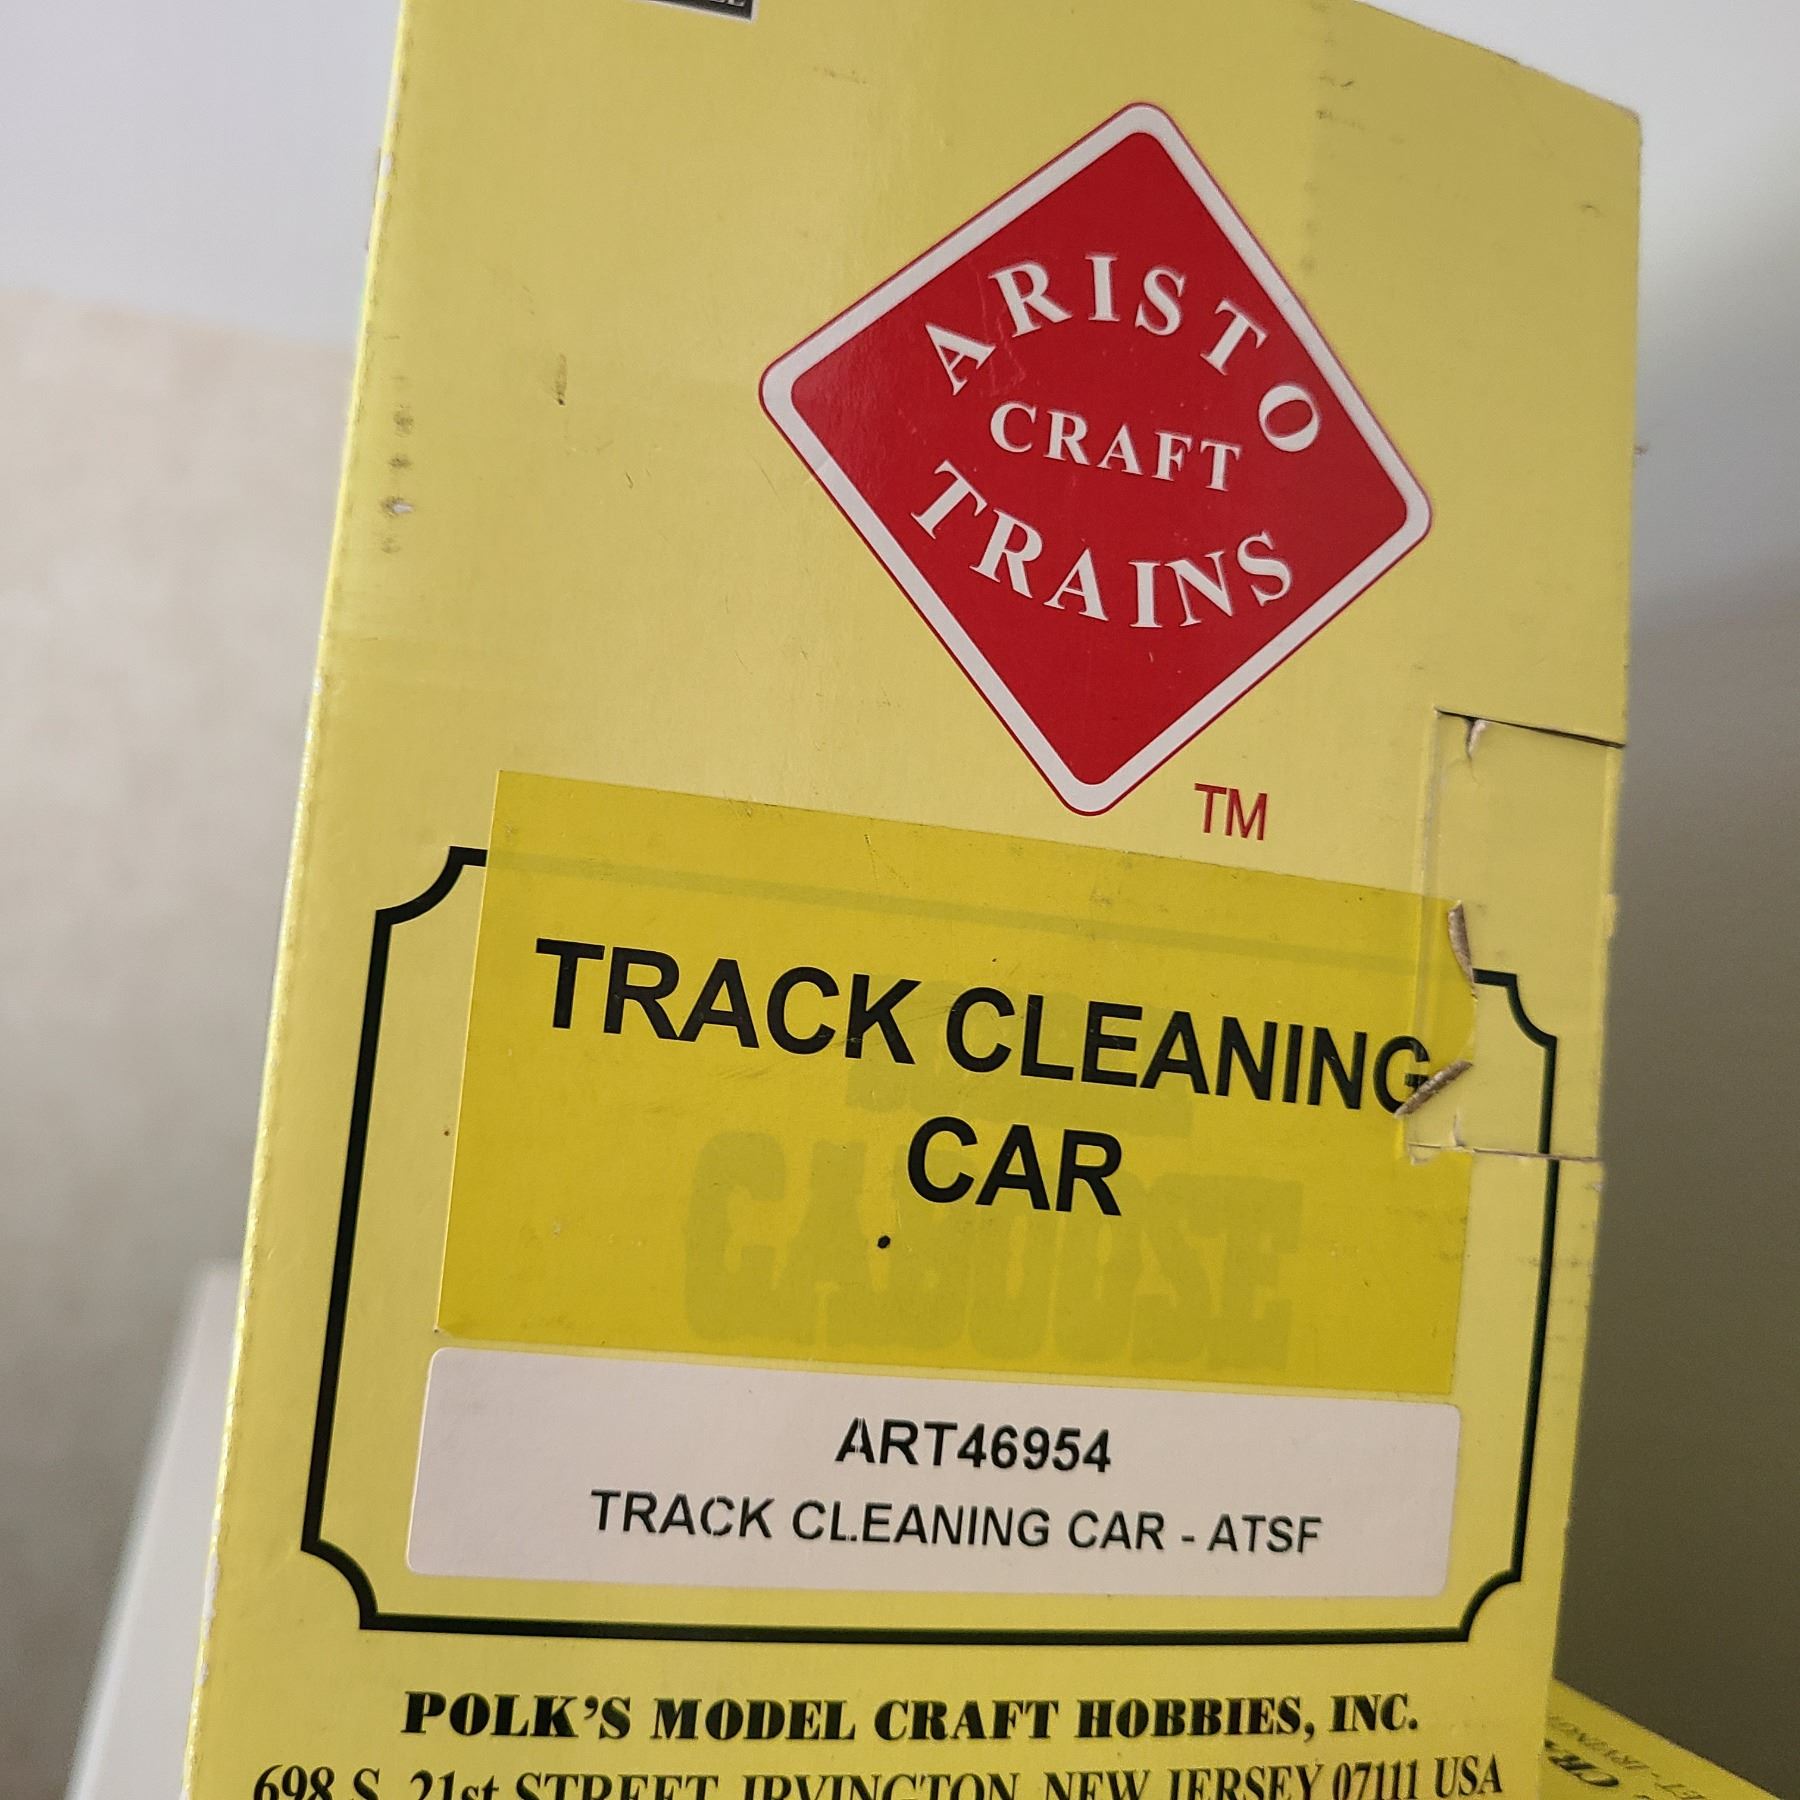 ARISTO
CRAFT
TRAINS
TM
TRACK CLEANING
CAR
CABOOSE
ART46954
TRACK CLEANING CAR - ATSF
POLK'S MODEL CRAFT HOBBIES, INC.
698 S. 21st STREET, IRVINGTON, NEW JERSEY 07111 USA